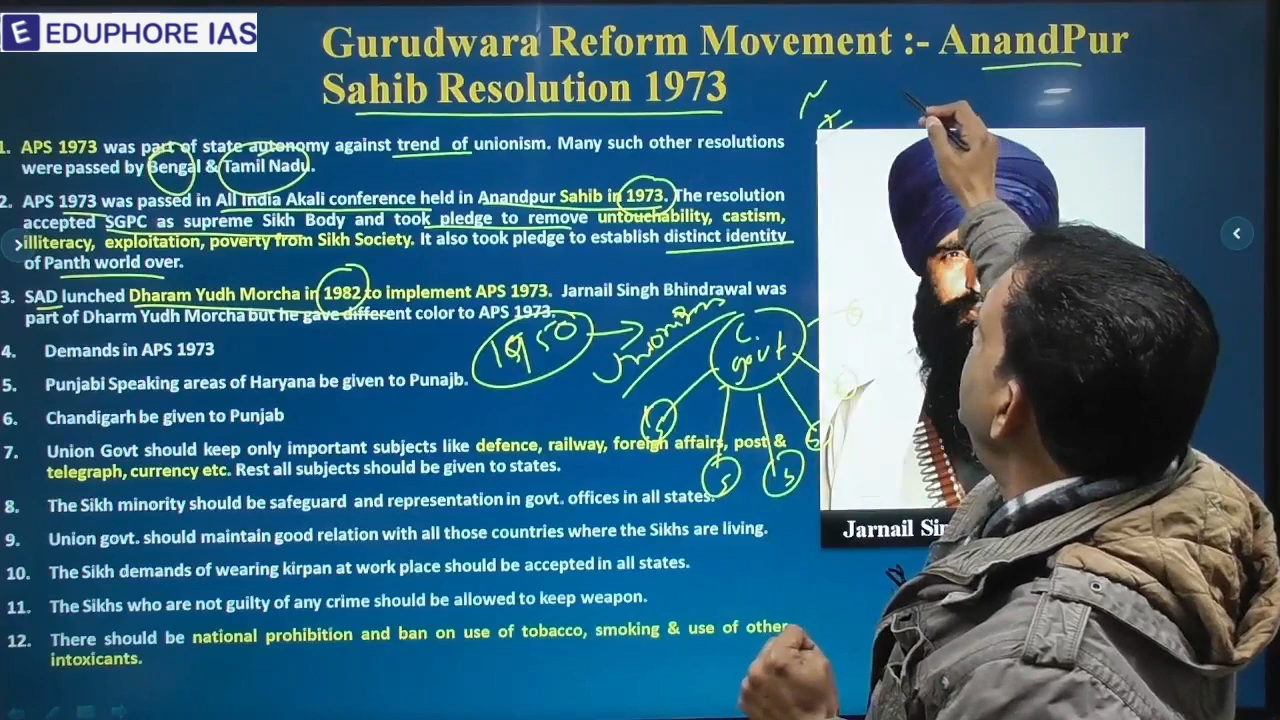 E EDUPHORE IAS
Gurudwara Reform Movement :- AnandPur
Sahib Resolution 1973
1. APS 1973 was part of state autonomy against trend of unionism. Many such other resolutions
were passed by Bengal & Tamil Nadu.
2. APS 1973 was passed in All India Akali conference held in Anandpur Sahib in 1973. The resolution
accepted SGPC as supreme Sikh Body and took pledge to remove untouchability, castism,
illiteracy, exploitation, poverty from Sikh Society. It also took pledge to establish distinct identity
of Panth world over.
3. SAD lunched Dharam Yudh Morcha in 1982 to implement APS 1973. Jarnail Singh Bhindrawal was
part of Dharm Yudh Morcha but he gave different color to APS 1973.
1950
unionism
C.
govt
4. Demands in APS 1973
5. Punjabi Speaking areas of Haryana be given to Punajb.
6. Chandigarh be given to Punjab
7. Union Govt should keep only important subjects like defence, railway, foreign affairs, post &
telegraph, currency etc. Rest all subjects should be given to states.
S S S S
8. The Sikh minority should be safeguard and representation in govt. offices in all states.
9. Union govt. should maintain good relation with all those countries where the Sikhs are living.
10. The Sikh demands of wearing kirpan at work place should be accepted in all states.
11. The Sikhs who are not guilty of any crime should be allowed to keep weapon.
12. There should be national prohibition and ban on use of tobacco, smoking & use of other
intoxicants.
Jarnail